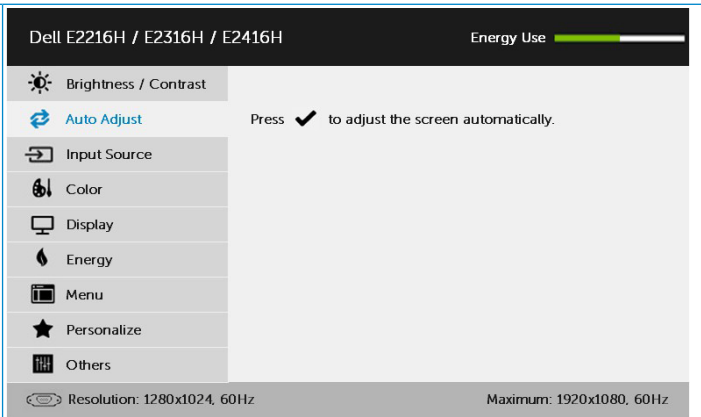 Dell E2216H / E2316H / E2416H Energy Use
Brightness / Contrast
Auto Adjust Press ✔ to adjust the screen automatically.
Input Source
Color
Display
Energy
Menu
Personalize
Others
Resolution: 1280x1024, 60Hz Maximum: 1920x1080, 60Hz